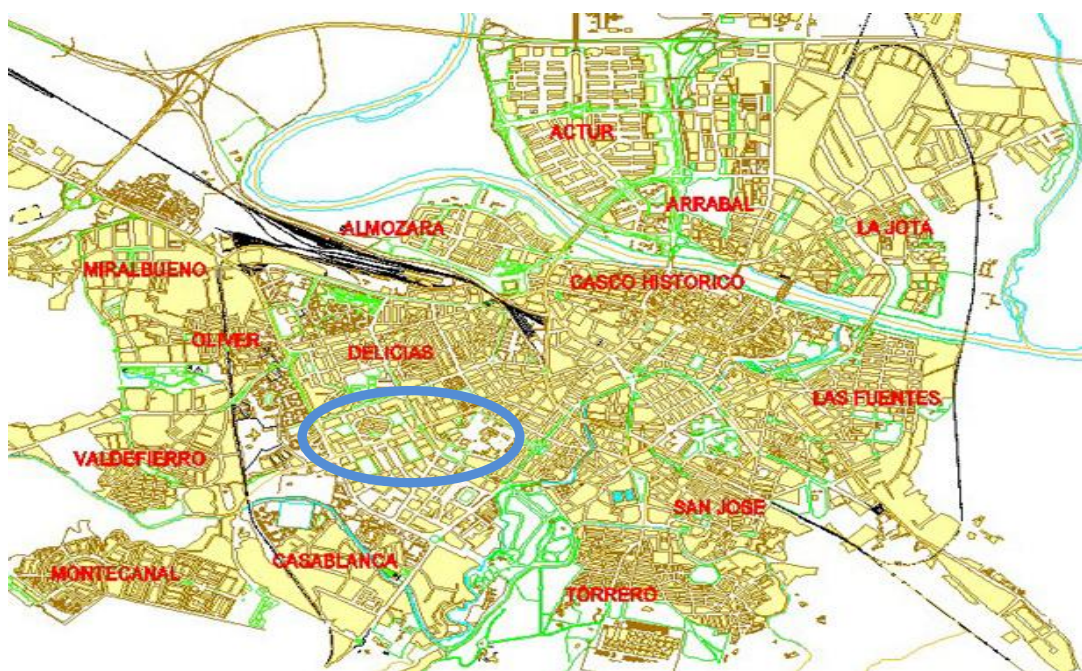 ACTUR
ARRABAL
LA JOTA
ALMOZARA
MIRALBUENO
CASCO HISTORICO
OLIVER
DELICIAS
LAS FUENTES
VALDEFIERRO
SAN JOSE
CASABLANCA
MONTECANAL
TORRERO